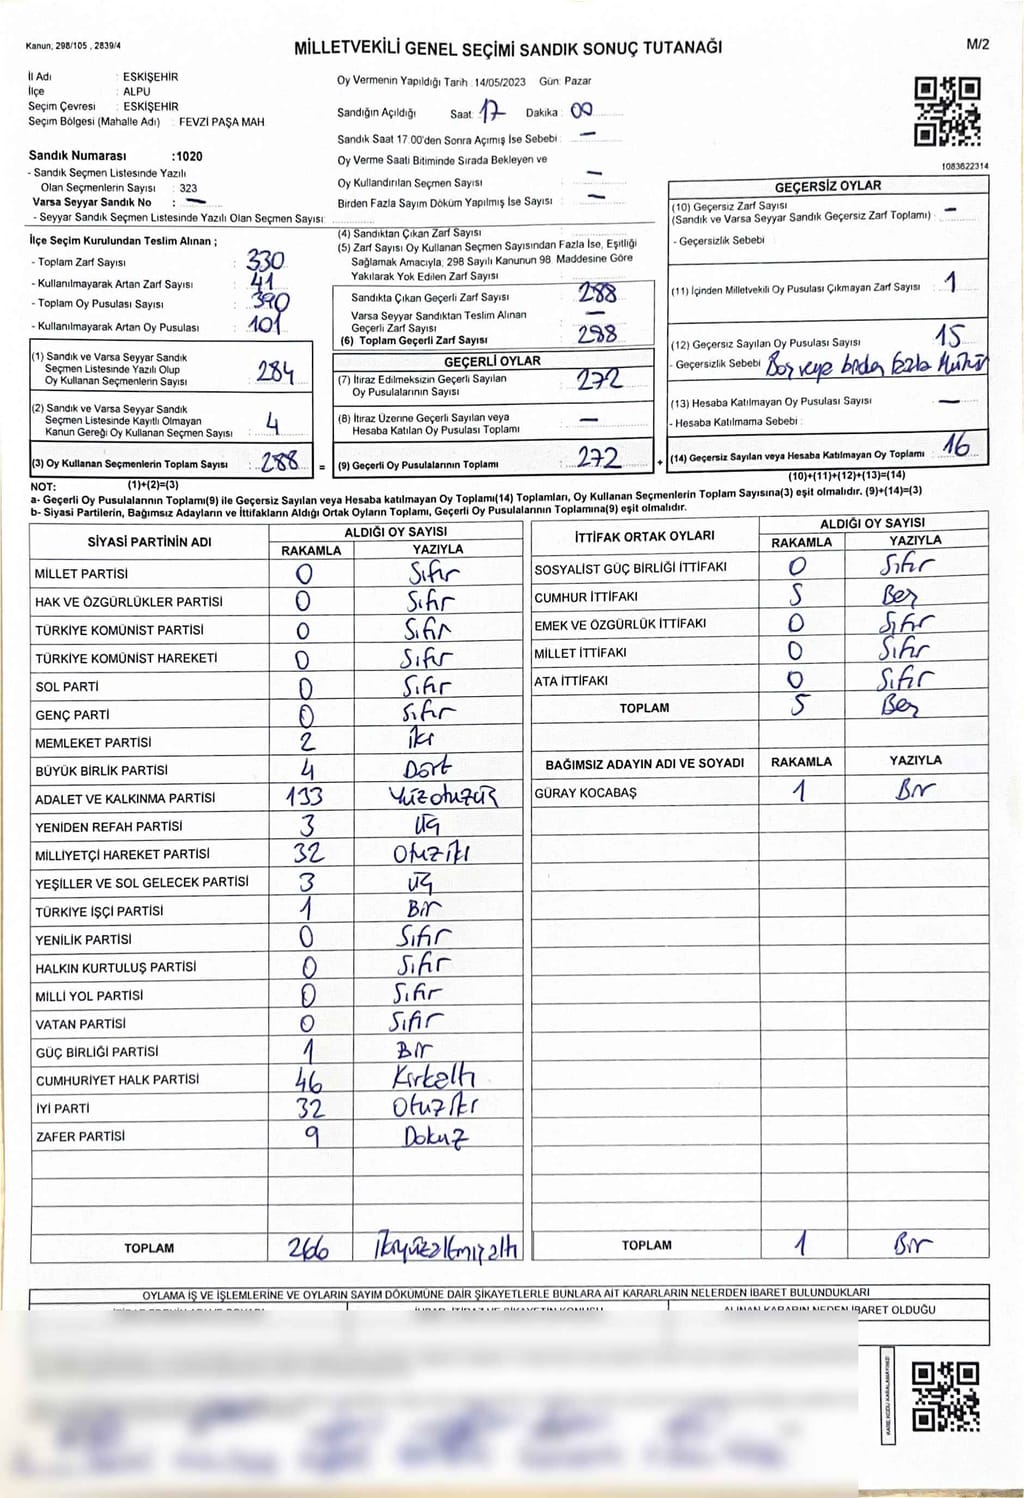 Kanun, 298/105 , 2839/4
MİLLETVEKİLİ GENEL SEÇİMİ SANDIK SONUÇ TUTANAĞI
M/2
İl Adı : ESKİŞEHİR
İlçe : ALPU
Seçim Çevresi : ESKİŞEHİR
Seçim Bölgesi (Mahalle Adı) : FEVZİ PAŞA MAH
Sandık Numarası :1020
- Sandık Seçmen Listesinde Yazılı
Olan Seçmenlerin Sayısı : 323
Varsa Seyyar Sandık No : —
- Seyyar Sandık Seçmen Listesinde Yazılı Olan Seçmen Sayısı:
Oy Vermenin Yapıldığı Tarih : 14/05/2023 Gün: Pazar
Sandığın Açıldığı Saat: 17 Dakika : 00
Sandık Saat 17.00'den Sonra Açımış İse Sebebi : —
Oy Verme Saati Bitiminde Sırada Bekleyen ve
Oy Kullandırılan Seçmen Sayısı : —
Birden Fazla Sayım Döküm Yapılmış İse Sayısı : —
1083622314
İlçe Seçim Kurulundan Teslim Alınan ;
- Toplam Zarf Sayısı : 330
- Kullanılmayarak Artan Zarf Sayısı : 41
- Toplam Oy Pusulası Sayısı : 390
- Kullanılmayarak Artan Oy Pusulası : 101
(1) Sandık ve Varsa Seyyar Sandık
Seçmen Listesinde Yazılı Olup
Oy Kullanan Seçmenlerin Sayısı : 284
(2) Sandık ve Varsa Seyyar Sandık
Seçmen Listesinde Kayıtlı Olmayan
Kanun Gereği Oy Kullanan Seçmen Sayısı : 4
(3) Oy Kullanan Seçmenlerin Toplam Sayısı : 288
(1)+(2)=(3)
(4) Sandıktan Çıkan Zarf Sayısı :
(5) Zarf Sayısı Oy Kullanan Seçmen Sayısından Fazla İse, Eşitliği
Sağlamak Amacıyla, 298 Sayılı Kanunun 98 Maddesine Göre
Yakılarak Yok Edilen Zarf Sayısı :
Sandıkta Çıkan Geçerli Zarf Sayısı : 288
Varsa Seyyar Sandıktan Teslim Alınan
Geçerli Zarf Sayısı : —
(6) Toplam Geçerli Zarf Sayısı : 288
GEÇERLİ OYLAR
(7) İtiraz Edilmeksizin Geçerli Sayılan
Oy Pusulalarının Sayısı : 272
(8) İtiraz Üzerine Geçerli Sayılan veya
Hesaba Katılan Oy Pusulası Toplamı : —
= (9) Geçerli Oy Pusulalarının Toplamı : 272
GEÇERSİZ OYLAR
(10) Geçersiz Zarf Sayısı
(Sandık ve Varsa Seyyar Sandık Geçersiz Zarf Toplamı) : —
- Geçersizlik Sebebi :
(11) İçinden Milletvekili Oy Pusulası Çıkmayan Zarf Sayısı : 1
(12) Geçersiz Sayılan Oy Pusulası Sayısı : 15
- Geçersizlik Sebebi : Boş veya birden fazla Mühür
(13) Hesaba Katılmayan Oy Pusulası Sayısı : —
- Hesaba Katılmama Sebebi :
+ (14) Geçersiz Sayılan veya Hesaba Katılmayan Oy Toplamı : 16
(10)+(11)+(12)+(13)=(14)
NOT:
a- Geçerli Oy Pusulasının Toplamı(9) ile Geçersiz Sayılan veya Hesaba katılmayan Oy Toplamı(14) Toplamları, Oy Kullanan Seçmenlerin Toplam Sayısına(3) eşit olmalıdır. (9)+(14)=(3)
b- Siyasi Partilerin, Bağımsız Adayların ve İttifakların Aldığı Oyların Toplamı, Geçerli Oy Pusulasının Toplamına(9) eşit olmalıdır.
SİYASİ PARTİNİN ADI ALDIĞI OY SAYISI
RAKAMLA YAZIYLA
MİLLET PARTİSİ 0 Sıfır
HAK VE ÖZGÜRLÜKLER PARTİSİ 0 Sıfır
TÜRKİYE KOMÜNİST PARTİSİ 0 Sıfır
TÜRKİYE KOMÜNİST HAREKETİ 0 Sıfır
SOL PARTİ 0 Sıfır
GENÇ PARTİ 0 Sıfır
MEMLEKET PARTİSİ 2 İki
BÜYÜK BİRLİK PARTİSİ 4 Dört
ADALET VE KALKINMA PARTİSİ 133 Yüzotuzüç
YENİDEN REFAH PARTİSİ 3 Üç
MİLLİYETÇİ HAREKET PARTİSİ 32 Otuziki
YEŞİLLER VE SOL GELECEK PARTİSİ 3 Üç
TÜRKİYE İŞÇİ PARTİSİ 1 Bir
YENİLİK PARTİSİ 0 Sıfır
HALKIN KURTULUŞ PARTİSİ 0 Sıfır
MİLLİ YOL PARTİSİ 0 Sıfır
VATAN PARTİSİ 0 Sıfır
GÜÇ BİRLİĞİ PARTİSİ 1 Bir
CUMHURİYET HALK PARTİSİ 46 Kırkaltı
İYİ PARTİ 32 Otuziki
ZAFER PARTİSİ 9 Dokuz
TOPLAM 266 İkiyüzaltmışaltı
İTTİFAK ORTAK OYLARI ALDIĞI OY SAYISI
RAKAMLA YAZIYLA
SOSYALİST GÜÇ BİRLİĞİ İTTİFAKI 0 Sıfır
CUMHUR İTTİFAKI 5 Beş
EMEK VE ÖZGÜRLÜK İTTİFAKI 0 Sıfır
MİLLET İTTİFAKI 0 Sıfır
ATA İTTİFAKI 0 Sıfır
TOPLAM 5 Beş
BAĞIMSIZ ADAYIN ADI VE SOYADI RAKAMLA YAZIYLA
GÜRAY KOCABAŞ 1 Bir
TOPLAM 1 Bir
OYLAMA İŞ VE İŞLEMLERİNE VE OYLARIN SAYIM DÖKÜMÜNE DAİR ŞİKAYETLERLE BUNLARA AİT KARARLARIN NELERDEN İBARET BULUNDUKLARI
ALINAN KARARIN NEDEN İBARET OLDUĞU
KARE KODU KARALAMAYINIZ!